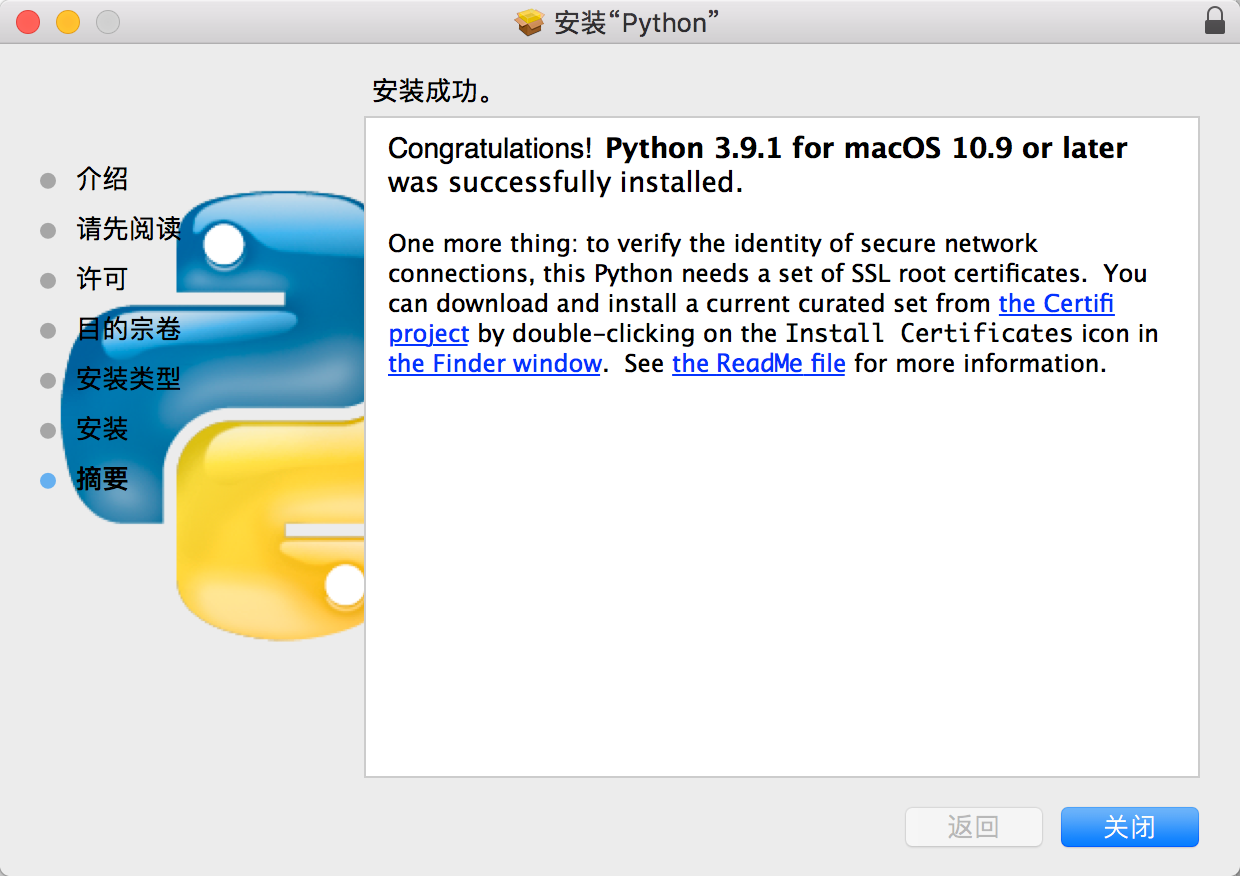 安装“Python”
安装成功。
介绍
请先阅读
许可
目的宗卷
安装类型
安装
摘要
Congratulations! Python 3.9.1 for macOS 10.9 or later
was successfully installed.
One more thing: to verify the identity of secure network
connections, this Python needs a set of SSL root certificates.  You
can download and install a current curated set from the Certifi
project by double-clicking on the Install Certificates icon in
the Finder window.  See the ReadMe file for more information.
返回
关闭